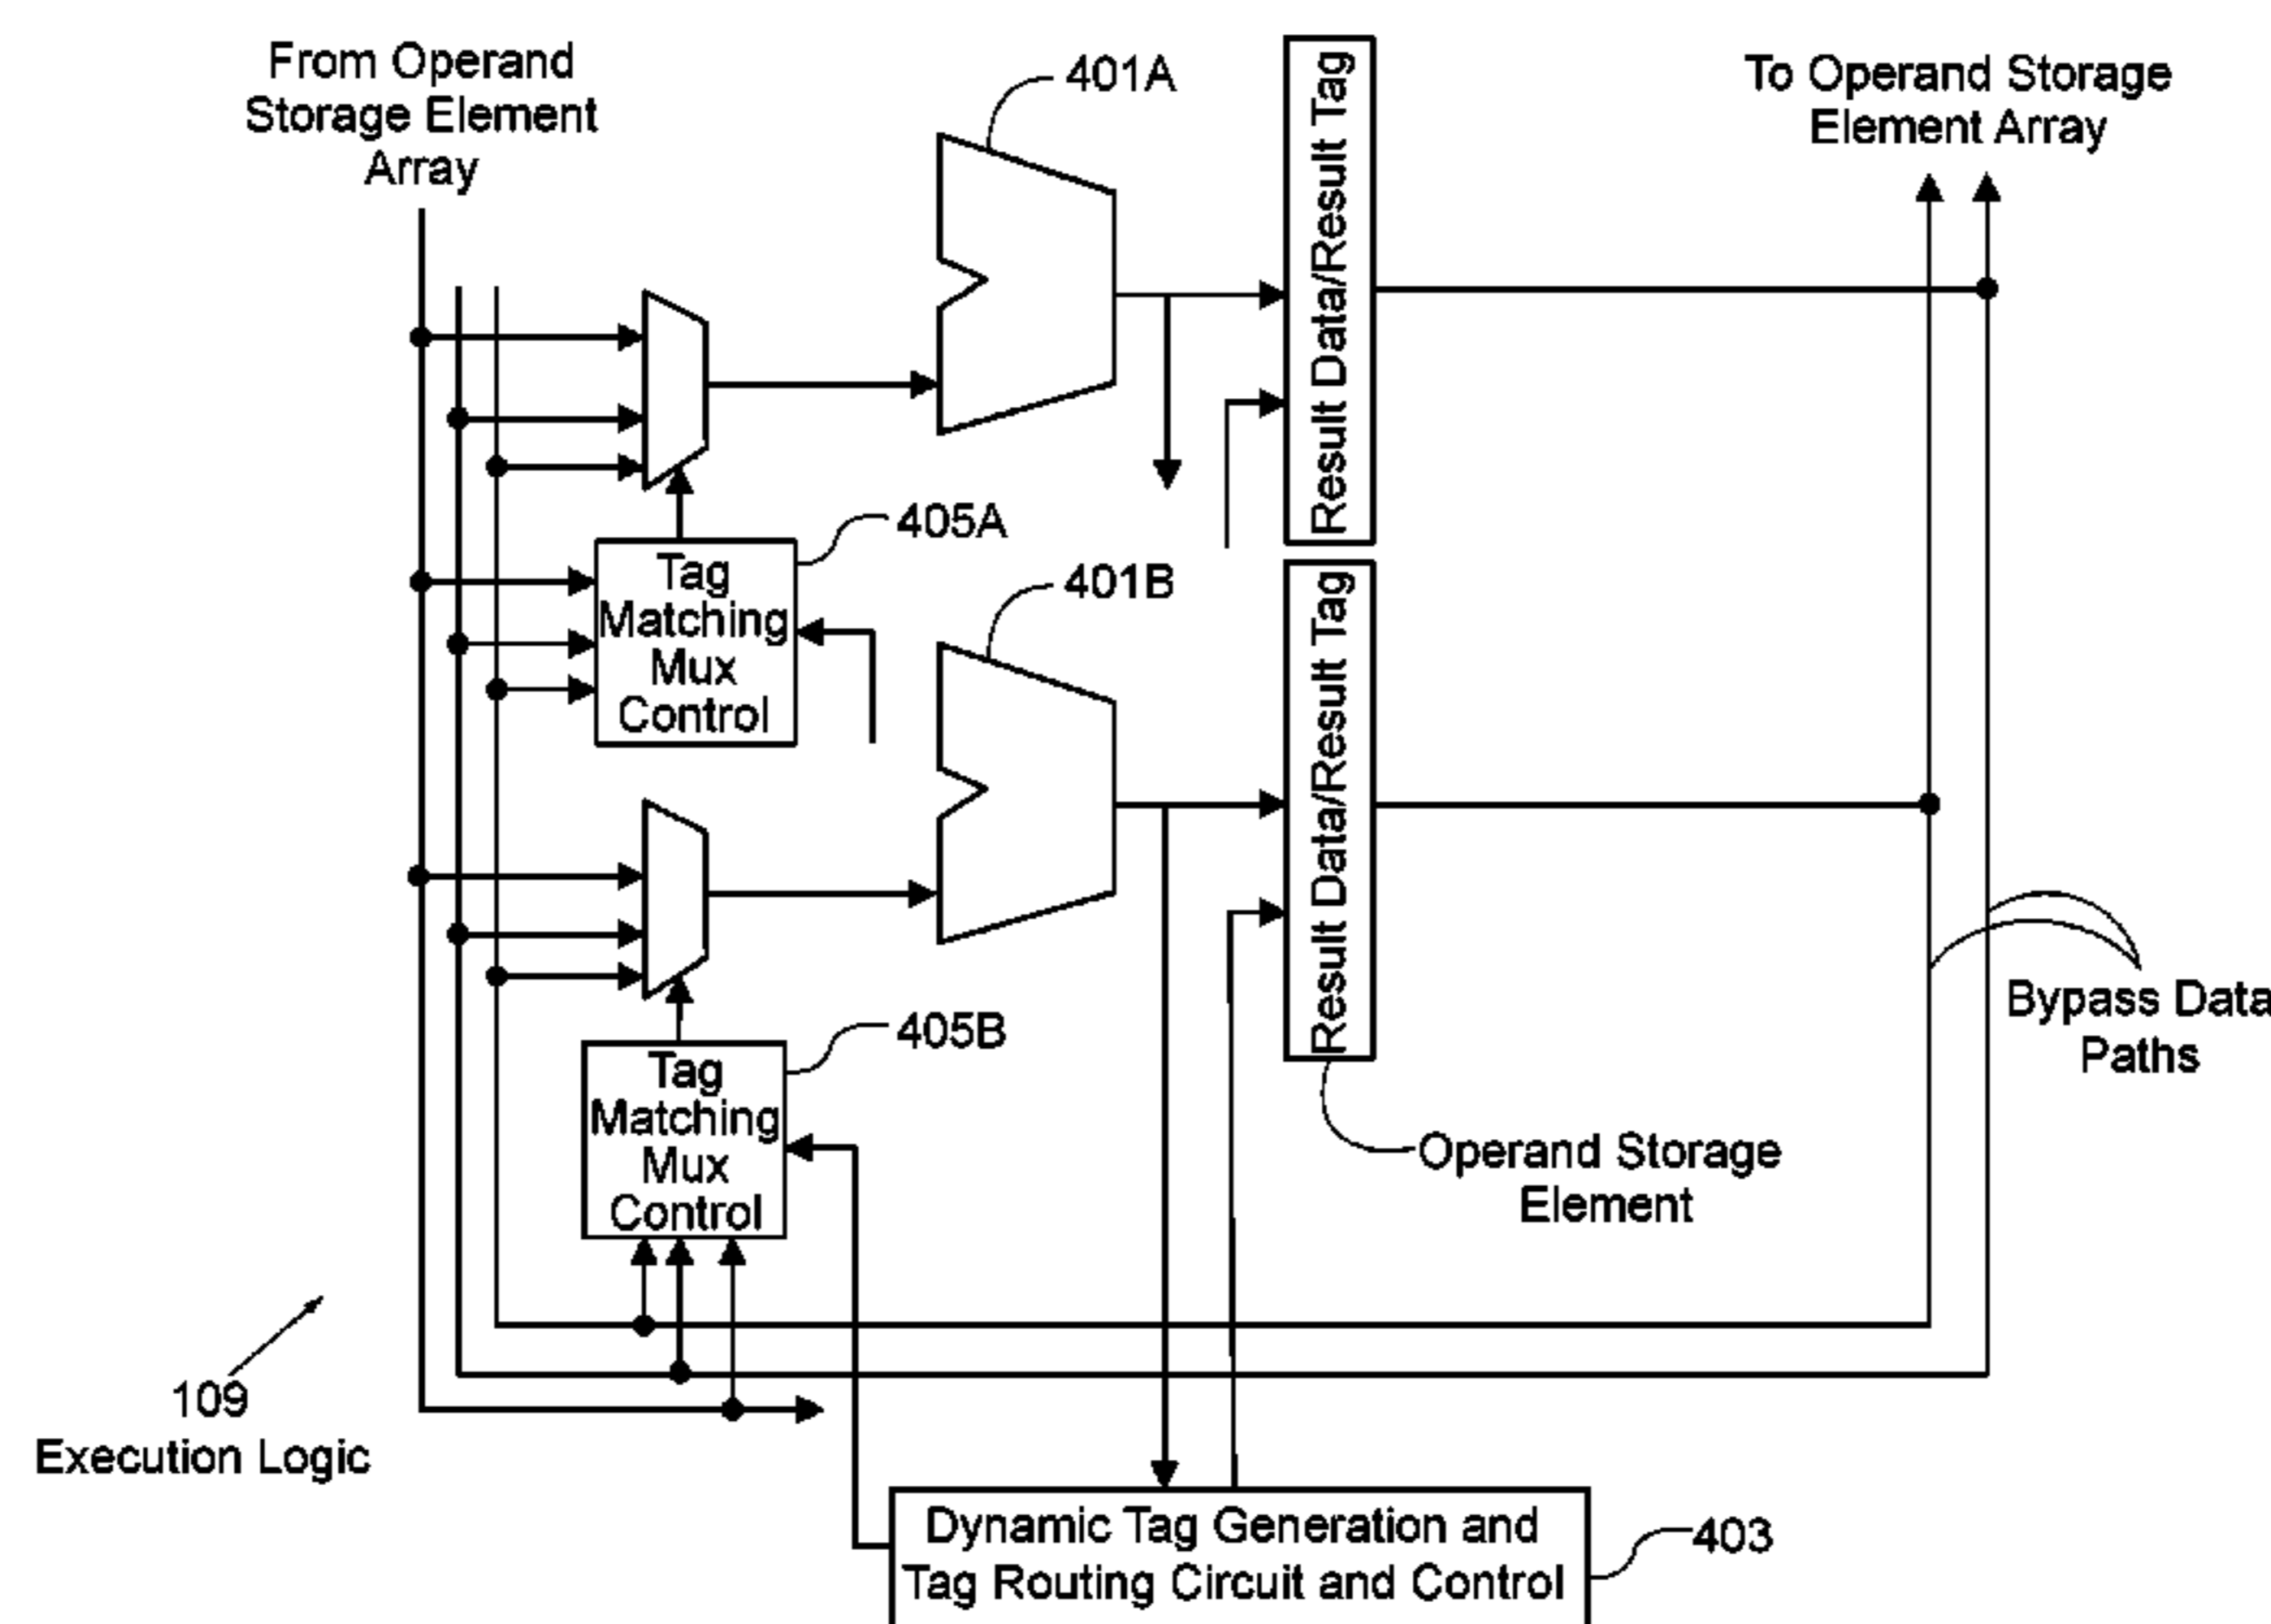 From Operand
Storage Element
Array
401A
Result Data/Result Tag
To Operand Storage
Element Array
405A
Tag
Matching
Mux
Control
401B
Result Data/Result Tag
Bypass Data
Paths
405B
Tag
Matching
Mux
Control
Operand Storage
Element
109
Execution Logic
Dynamic Tag Generation and
Tag Routing Circuit and Control
403